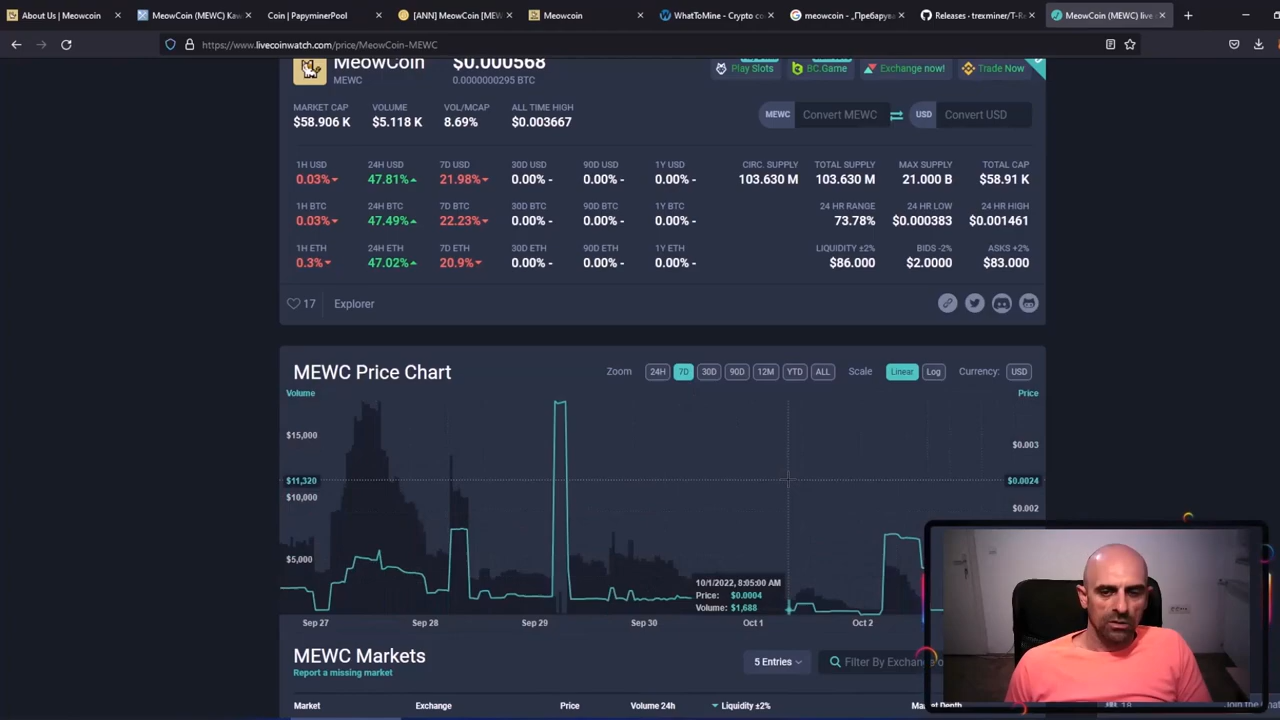 About Us | Meowcoin
MeowCoin (MEWC) Kaw
Coin | PapyminerPool
[ANN] MeowCoin [MEW
Meowcoin
WhatToMine - Crypto co
meowcoin - „Пребарува
Releases · trexminer/T-R
MeowCoin (MEWC) live
https://www.livecoinwatch.com/price/MeowCoin-MEWC
MeowCoin $0.000568
MEWC 0.0000000295 BTC
Play Slots BC.Game Exchange now! Trade Now
MARKET CAP VOLUME VOL/MCAP ALL TIME HIGH
$58.906 K $5.118 K 8.69% $0.003667
MEWC Convert MEWC USD Convert USD
1H USD 24H USD 7D USD 30D USD 90D USD 1Y USD CIRC. SUPPLY TOTAL SUPPLY MAX SUPPLY TOTAL CAP
0.03% 47.81% 21.98% 0.00% - 0.00% - 0.00% - 103.630 M 103.630 M 21.000 B $58.91 K
1H BTC 24H BTC 7D BTC 30D BTC 90D BTC 1Y BTC 24 HR RANGE 24 HR LOW 24 HR HIGH
0.03% 47.49% 22.23% 0.00% - 0.00% - 0.00% - 73.78% $0.000383 $0.001461
1H ETH 24H ETH 7D ETH 30D ETH 90D ETH 1Y ETH LIQUIDITY ±2% BIDS -2% ASKS +2%
0.3% 47.02% 20.9% 0.00% - 0.00% - 0.00% - $86.000 $2.0000 $83.000
17 Explorer
MEWC Price Chart Zoom 24H 7D 30D 90D 12M YTD ALL Scale Linear Log Currency: USD
Volume Price
$15,000 $0.003
$11,320 $0.0024
$10,000 $0.002
$5,000
10/1/2022, 8:05:00 AM
Price: $0.0004
Volume: $1,688
Sep 27 Sep 28 Sep 29 Sep 30 Oct 1 Oct 2
MEWC Markets 5 Entries Filter By Exchange o
Report a missing market
Market Exchange Price Volume 24h Liquidity ±2%